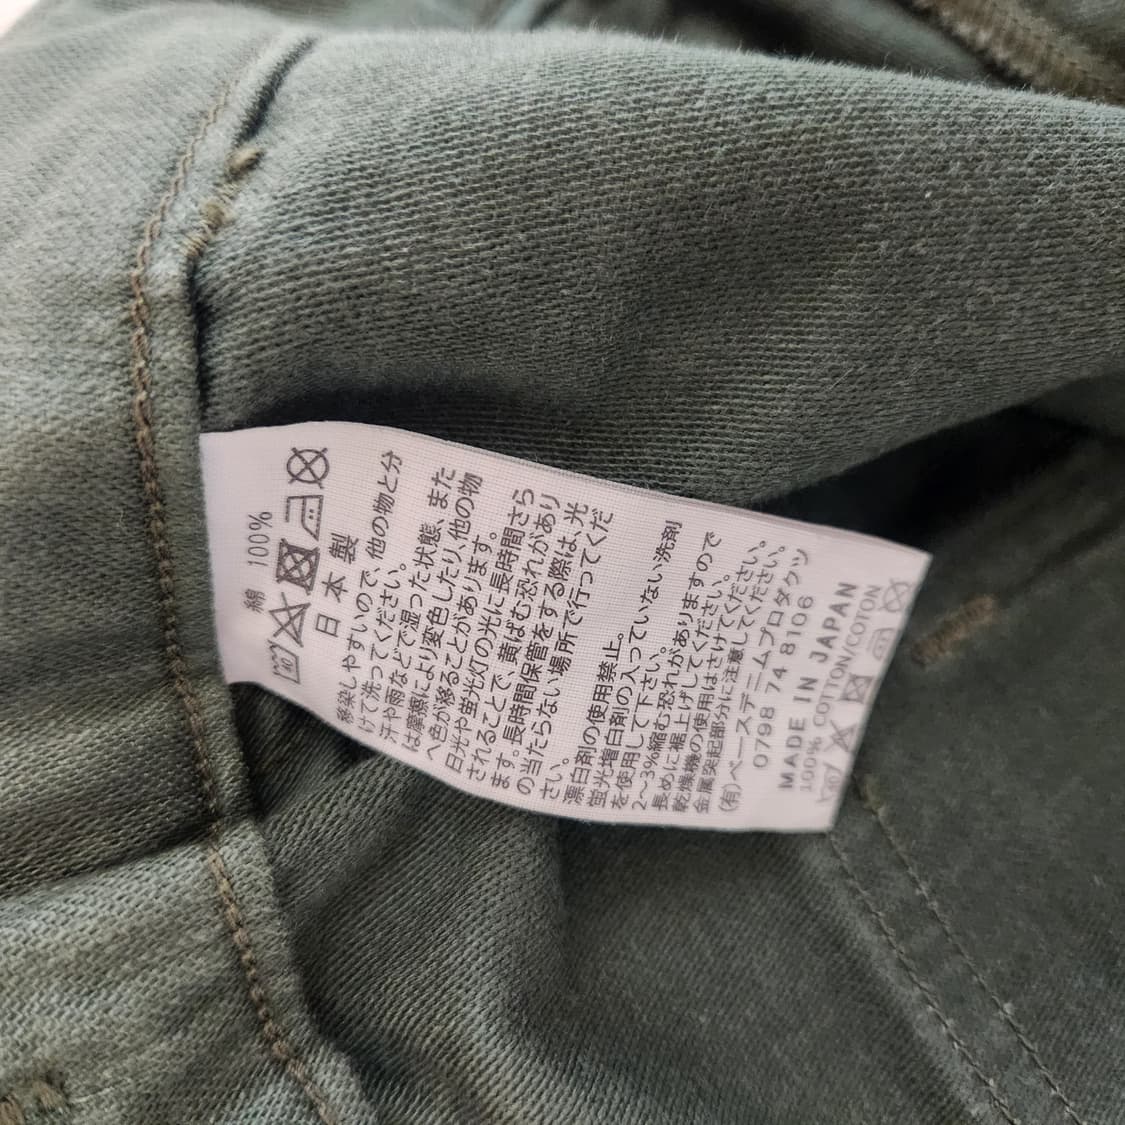 綿 100%
40
日本製
移染しやすいので、他の物と分
けて洗ってください。
汗や雨などで湿った状態、また
は摩擦により変色したり、他の物
へ色が移ることがあります。
日光や蛍光灯の光に長時間さら
されることで、黄ばむ恐れがあり
ます。長時間保管をする際は、光
の当たらない場所で行ってくだ
さい。
漂白剤の使用禁止。
蛍光増白剤の入っていない洗剤
を使用して下さい。
2~3%縮む恐れがありますので
長めに裾上げしてください。
乾燥機の使用はさけてください。
金属突起部分に注意してください。
(有)ベースデニムプロダクツ
0798 74 8106
MADE IN JAPAN
100% COTTON/COTON